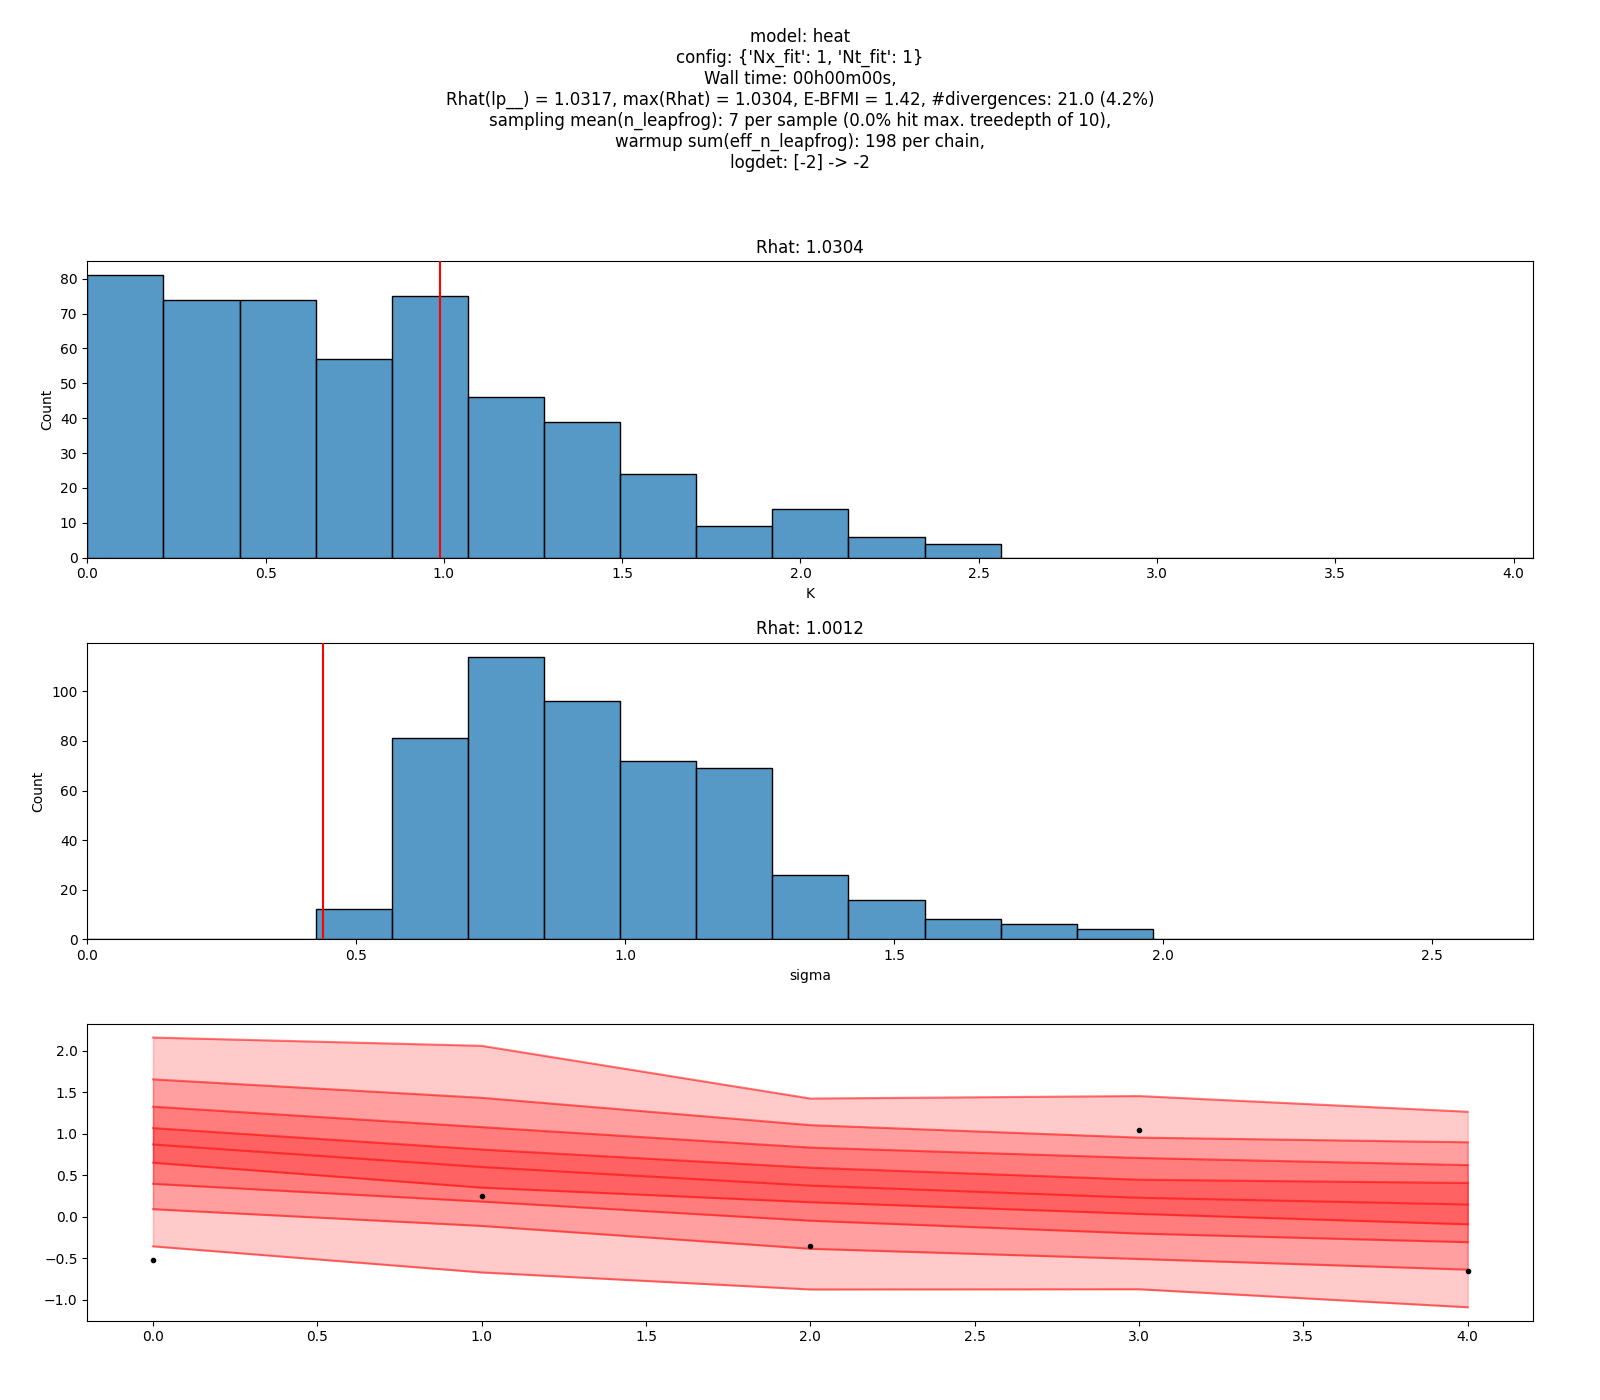 model: heat
config: {'Nx_fit': 1, 'Nt_fit': 1}
Wall time: 00h00m00s,
Rhat(lp__) = 1.0317, max(Rhat) = 1.0304, E-BFMI = 1.42, #divergences: 21.0 (4.2%)
sampling mean(n_leapfrog): 7 per sample (0.0% hit max. treedepth of 10),
warmup sum(eff_n_leapfrog): 198 per chain,
logdet: [-2] -> -2
Rhat: 1.0304
80
70
60
50
40
30
20
10
0
Count
0.0 0.5 1.0 1.5 2.0 2.5 3.0 3.5 4.0
K
Rhat: 1.0012
100
80
60
40
20
0
Count
0.0 0.5 1.0 1.5 2.0 2.5
sigma
2.0
1.5
1.0
0.5
0.0
−0.5
−1.0
0.0 0.5 1.0 1.5 2.0 2.5 3.0 3.5 4.0